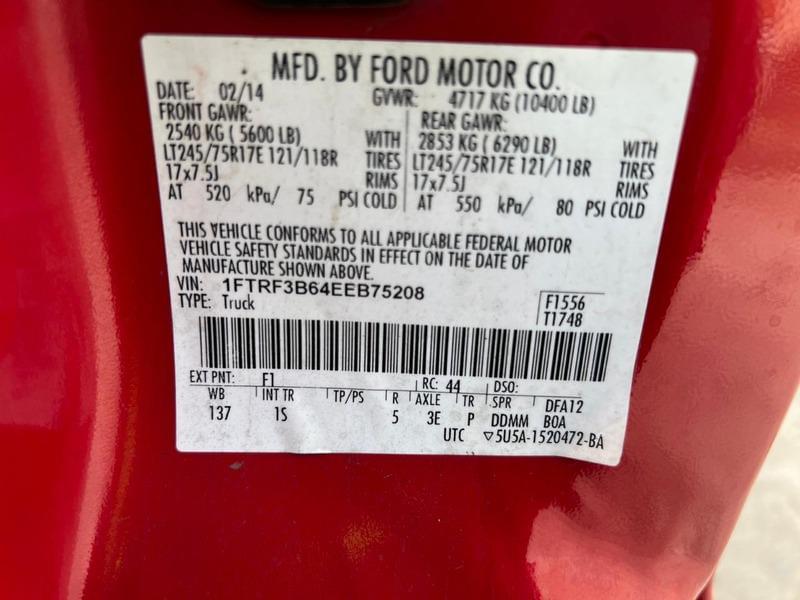 MFD. BY FORD MOTOR CO.
DATE: 02/14 GVWR: 4717 KG (10400 LB)
FRONT GAWR: REAR GAWR:
2540 KG ( 5600 LB) WITH 2853 KG ( 6290 LB) WITH
LT245/75R17E 121/118R TIRES LT245/75R17E 121/118R TIRES
17x7.5J RIMS 17x7.5J RIMS
AT 520 kPa/ 75 PSI COLD AT 550 kPa/ 80 PSI COLD
THIS VEHICLE CONFORMS TO ALL APPLICABLE FEDERAL MOTOR
VEHICLE SAFETY STANDARDS IN EFFECT ON THE DATE OF
MANUFACTURE SHOWN ABOVE.
VIN: 1FTRF3B64EEB75208 F1556
TYPE: Truck T1748
EXT PNT: F1 RC: 44 DSO:
WB INT TR TP/PS R AXLE TR SPR DFA12
137 1S 5 3E P DDMM BOA
UTC ▽5U5A-1520472-BA